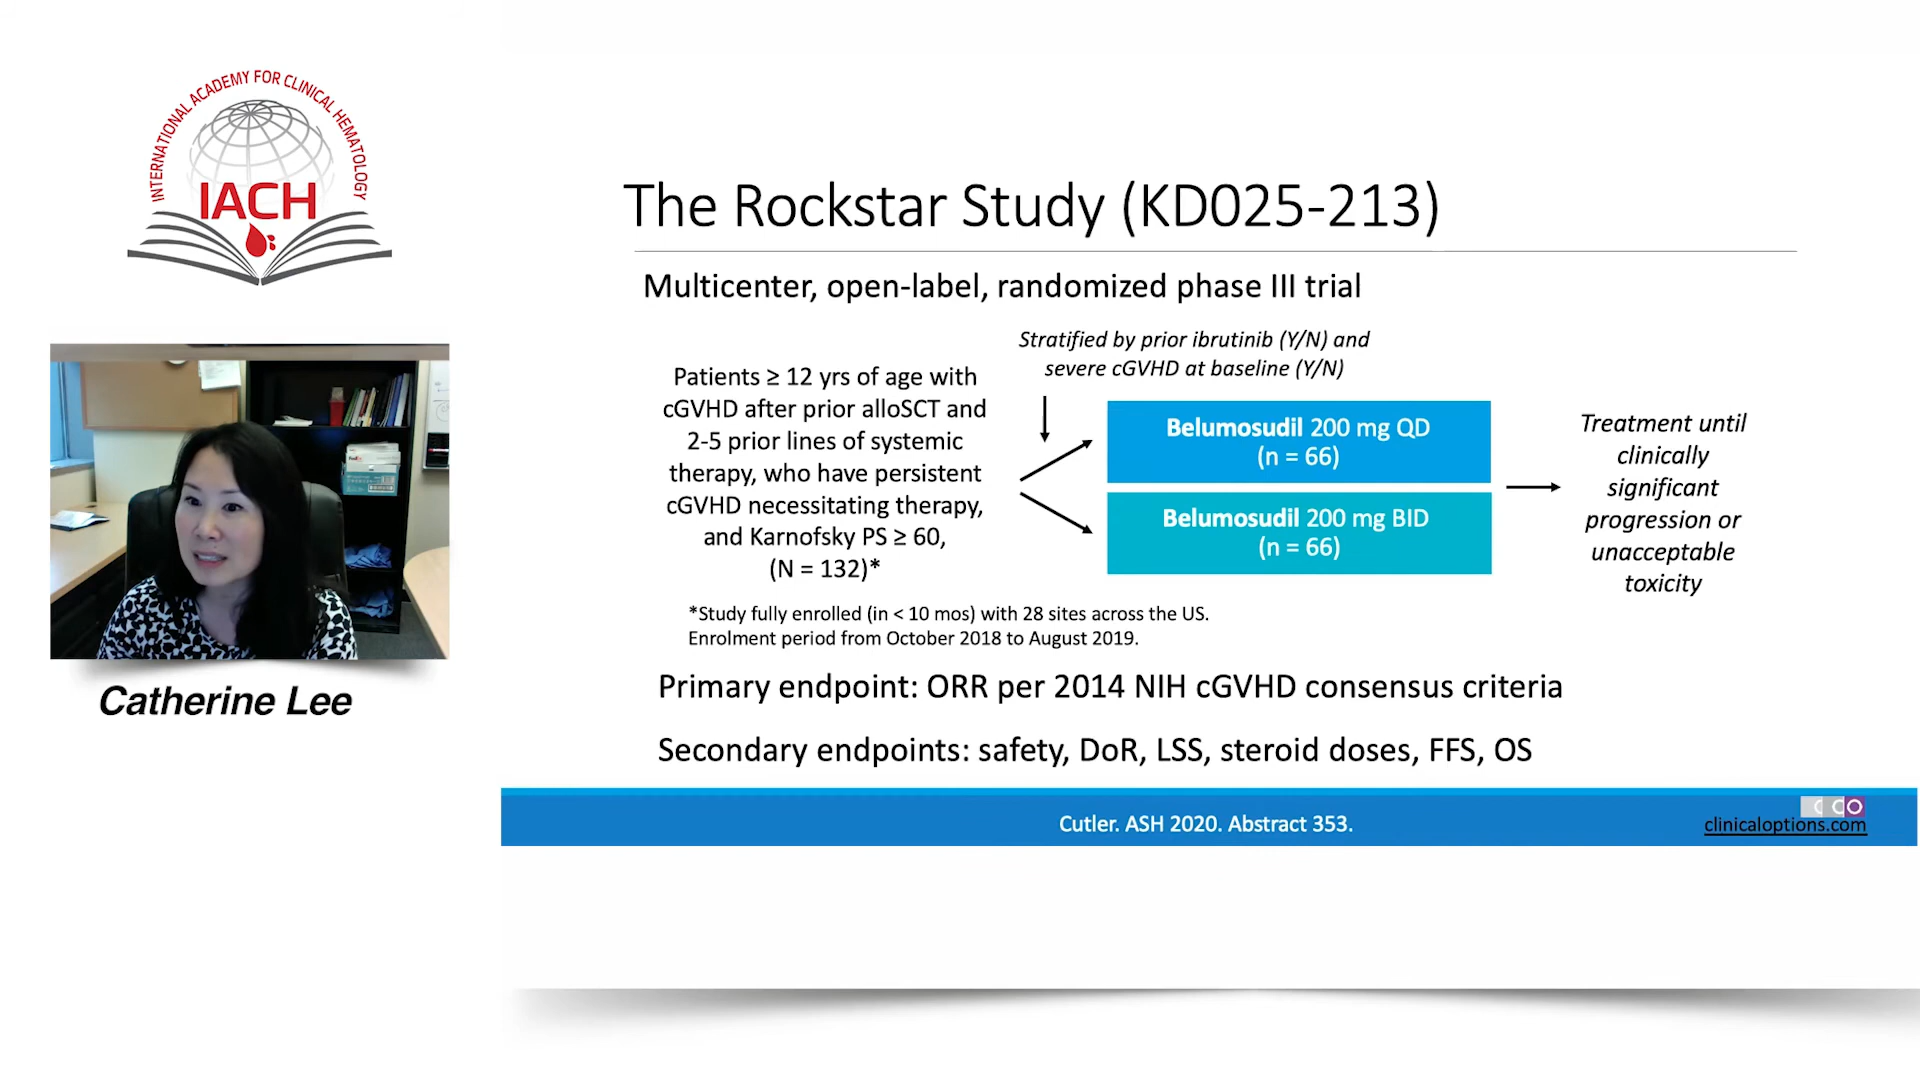 INTERNATIONAL ACADEMY FOR CLINICAL HEMATOLOGY
IACH
Catherine Lee
The Rockstar Study (KD025-213)
Multicenter, open-label, randomized phase III trial
Stratified by prior ibrutinib (Y/N) and
severe cGVHD at baseline (Y/N)
Patients ≥ 12 yrs of age with
cGVHD after prior alloSCT and
2-5 prior lines of systemic
therapy, who have persistent
cGVHD necessitating therapy,
and Karnofsky PS ≥ 60,
(N = 132)*
Belumosudil 200 mg QD
(n = 66)
Belumosudil 200 mg BID
(n = 66)
Treatment until
clinically
significant
progression or
unacceptable
toxicity
*Study fully enrolled (in < 10 mos) with 28 sites across the US.
Enrolment period from October 2018 to August 2019.
Primary endpoint: ORR per 2014 NIH cGVHD consensus criteria
Secondary endpoints: safety, DoR, LSS, steroid doses, FFS, OS
Cutler. ASH 2020. Abstract 353.
CCO
clinicaloptions.com